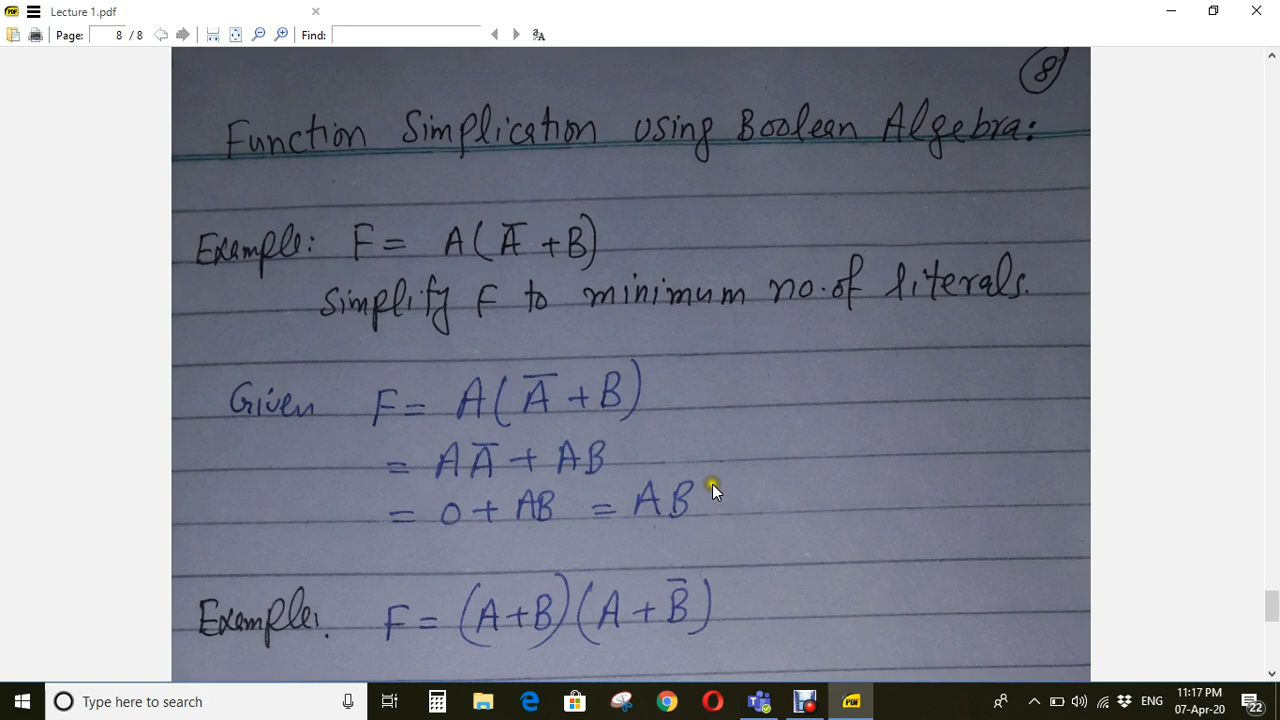 Lecture 1.pdf
Page: 8 / 8 Find:
8
Function Simplication using Boolean Algebra:
Example: F = A(A̅ + B)
Simplify F to minimum no. of literals.
Given F = A(A̅ + B)
= AA̅ + AB
= 0 + AB = AB
Example: F = (A+B)(A+B̅)
Type here to search
ENG
11:17 PM
07-Apr-20
22